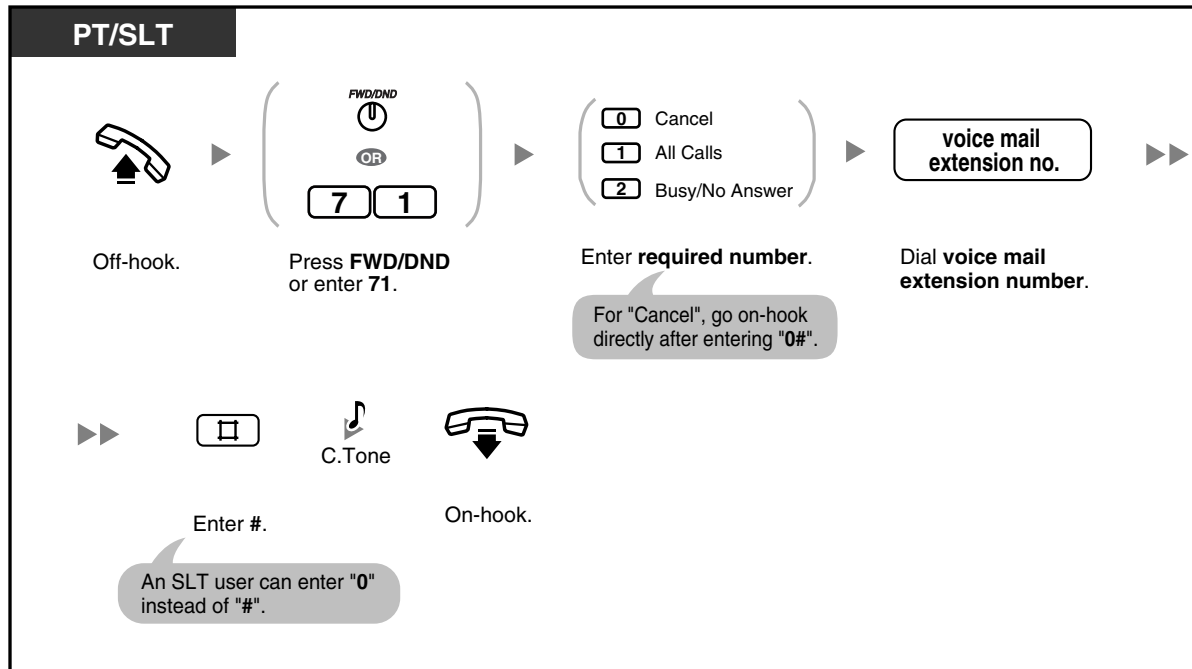 PT/SLT
FWD/DND
OR
7 1
0 Cancel
1 All Calls
2 Busy/No Answer
voice mail
extension no.
Off-hook.
Press FWD/DND
or enter 71.
Enter required number.
For "Cancel", go on-hook
directly after entering "0#".
Dial voice mail
extension number.
#
C.Tone
Enter #.
On-hook.
An SLT user can enter "0"
instead of "#".